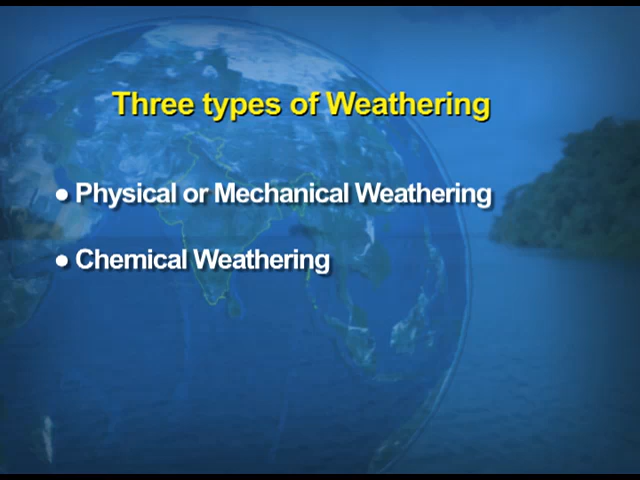 Three types of Weathering
● Physical or Mechanical Weathering
● Chemical Weathering